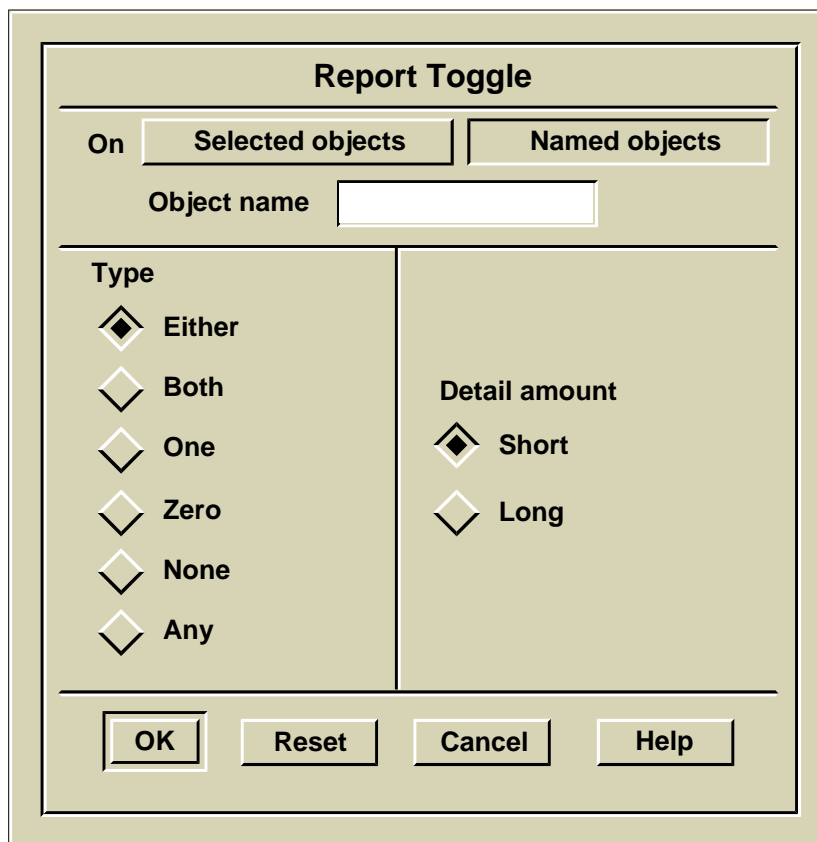 Report Toggle
On Selected objects Named objects
Object name
Type
Either
Both
One
Zero
None
Any
Detail amount
Short
Long
OK Reset Cancel Help